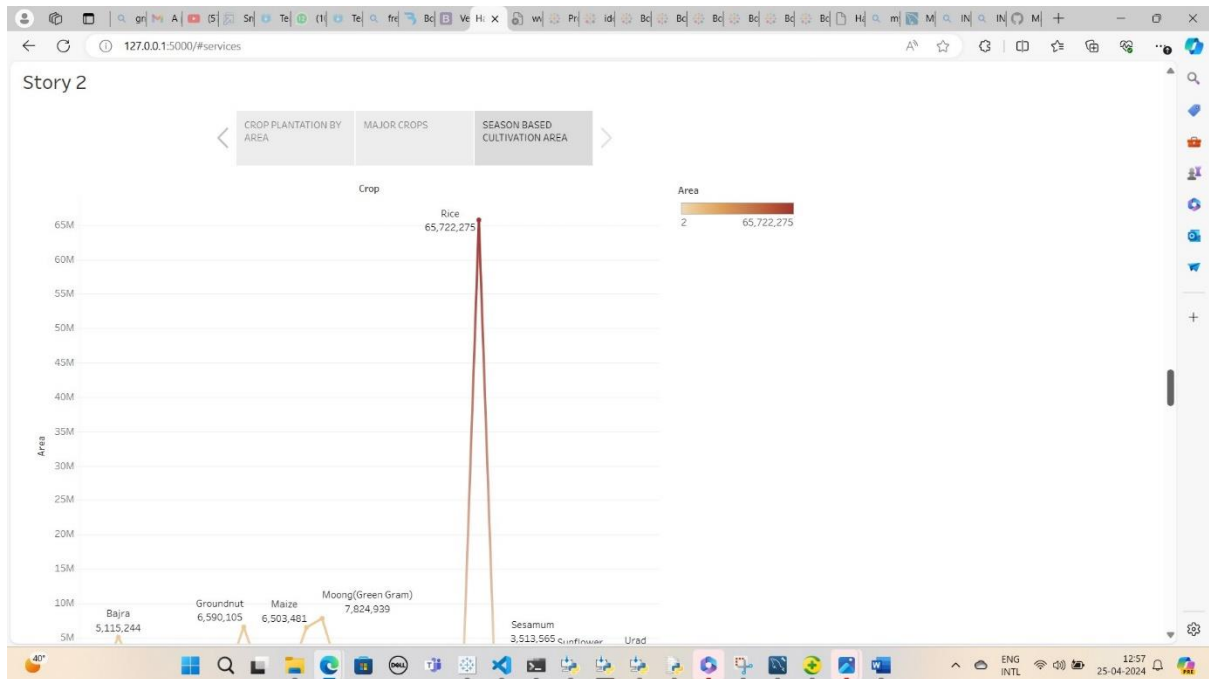 127.0.0.1:5000/#services
Story 2
CROP PLANTATION BY
AREA
MAJOR CROPS
SEASON BASED
CULTIVATION AREA
Crop
Area
2 65,722,275
Rice
65,722,275
65M
60M
55M
50M
45M
40M
35M
30M
25M
20M
15M
10M
5M
Area
Bajra
5,115,244
Groundnut
6,590,105
Maize
6,503,481
Moong(Green Gram)
7,824,939
Sesamum
3,513,565
Sunflower
Urad
40°
DELL
ENG
INTL
12:57
25-04-2024
PRE